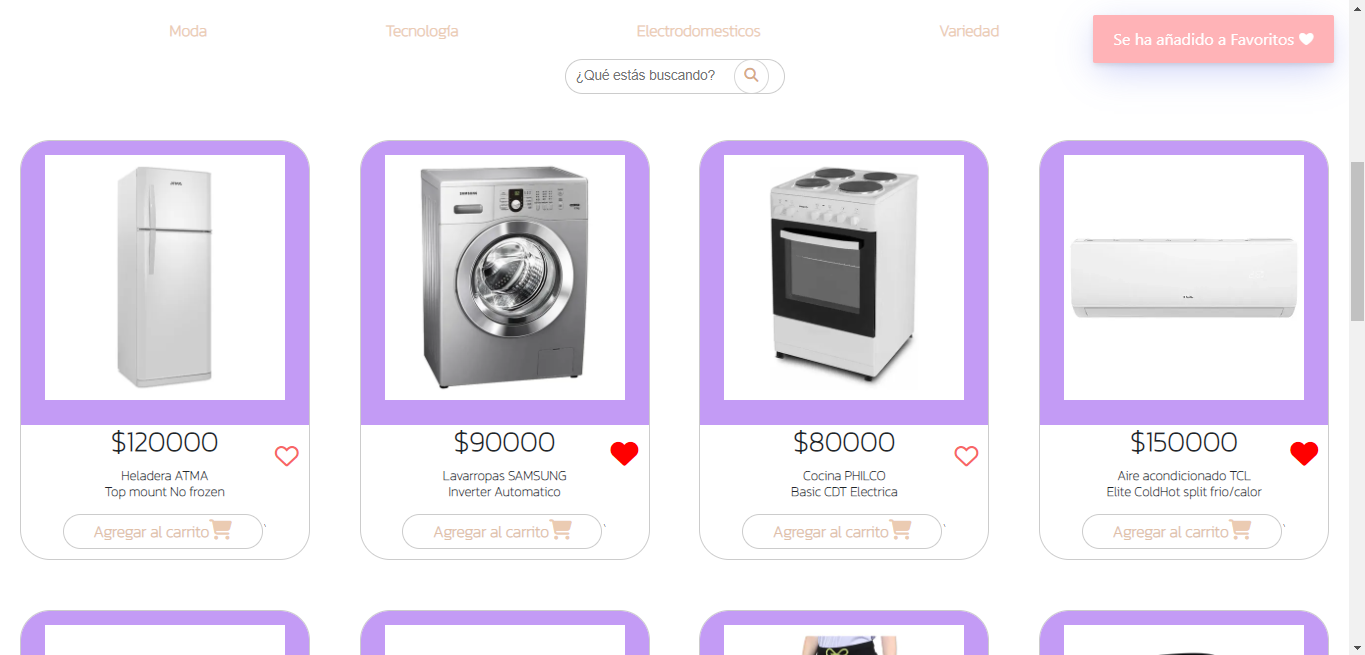 Moda
Tecnología
Electrodomesticos
Variedad
Se ha añadido a Favoritos
¿Qué estás buscando?
SAMSUNG
TCL
$120000
Heladera ATMA
Top mount No frozen
Agregar al carrito
$90000
Lavarropas SAMSUNG
Inverter Automatico
Agregar al carrito
$80000
Cocina PHILCO
Basic CDT Electrica
Agregar al carrito
$150000
Aire acondicionado TCL
Elite ColdHot split frio/calor
Agregar al carrito